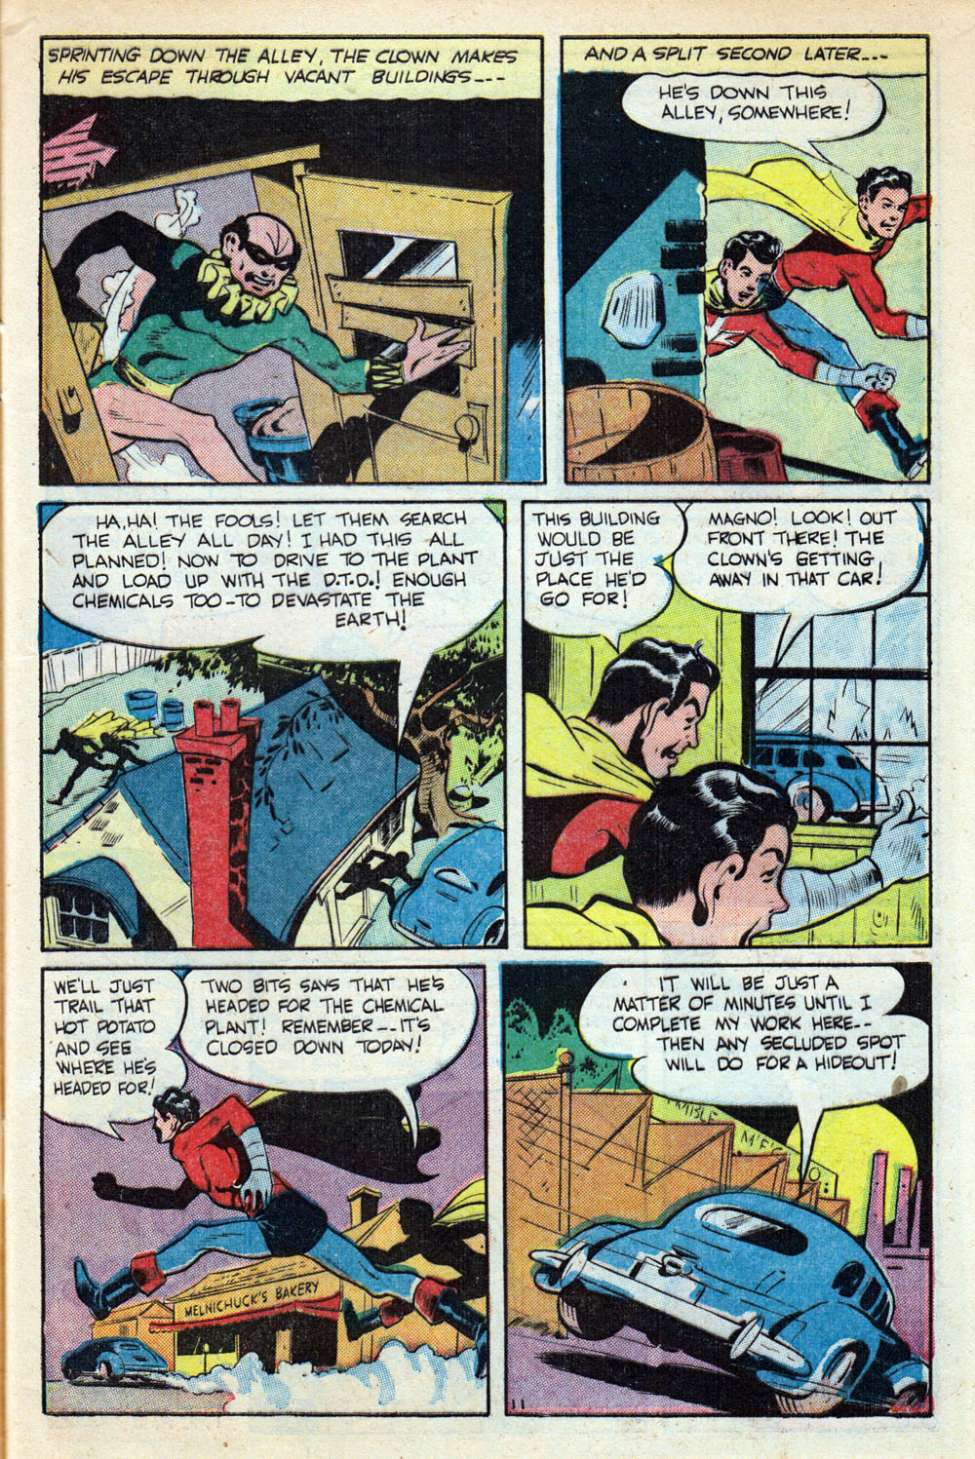 SPRINTING DOWN THE ALLEY, THE CLOWN MAKES
HIS ESCAPE THROUGH VACANT BUILDINGS---
AND A SPLIT SECOND LATER---
HE'S DOWN THIS
ALLEY, SOMEWHERE!
HA, HA! THE FOOLS! LET THEM SEARCH
THE ALLEY ALL DAY! I HAD THIS ALL
PLANNED! NOW TO DRIVE TO THE PLANT
AND LOAD UP WITH THE D.T.D.! ENOUGH
CHEMICALS TOO-TO DEVASTATE THE
EARTH!
THIS BUILDING
WOULD BE
JUST THE
PLACE HE'D
GO FOR!
MAGNO! LOOK! OUT
FRONT THERE! THE
CLOWN'S GETTING
AWAY IN THAT CAR!
WE'LL JUST
TRAIL THAT
HOT POTATO
AND SEE
WHERE HE'S
HEADED FOR!
TWO BITS SAYS THAT HE'S
HEADED FOR THE CHEMICAL
PLANT! REMEMBER--IT'S
CLOSED DOWN TODAY!
MELNICHUCK'S BAKERY
IT WILL BE JUST A
MATTER OF MINUTES UNTIL I
COMPLETE MY WORK HERE--
THEN ANY SECLUDED SPOT
WILL DO FOR A HIDEOUT!
11